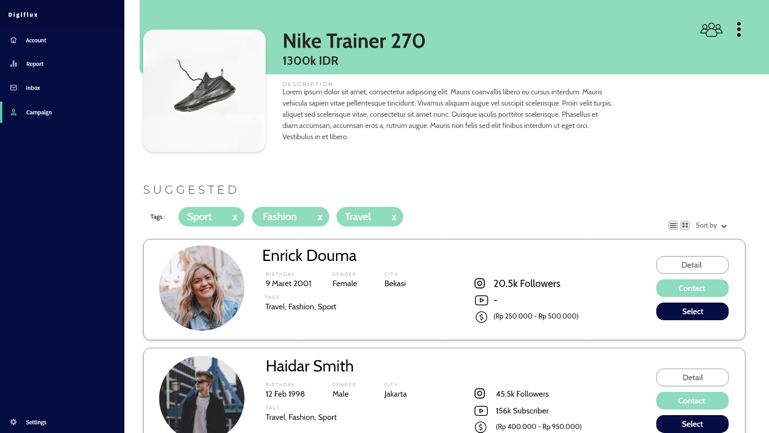 Digiflux
Account
Report
Inbox
Campaign
Settings
Nike Trainer 270
1300k IDR
DESCRIPTION
Lorem ipsum dolor sit amet, consectetur adipiscing elit. Mauris coanvallis libero eu cursus interdum. Mauris
vehicula sapien vitae pellentesque tincidunt. Vivamus aliquam augue vel suscipit scelerisque. Proin velit turpis,
aliquet sed scelerisque vitae, consectetur sit amet nunc. Quisque iaculis porttitor scelerisque. Phasellus et
diam accumsan, accumsan eros a, rutrum augue. Mauris non felis sed elit finibus interdum ut eget orci.
Vestibulum in et libero.
SUGGESTED
Tags : Sport x Fashion x Travel x
Sort by
Enrick Douma
BIRTHDAY GENDER CITY
9 Maret 2001 Female Bekasi
TAGS
Travel, Fashion, Sport
20.5k Followers
-
(Rp 250.000 - Rp 500.000)
Detail
Contact
Select
Haidar Smith
BIRTHDAY GENDER CITY
12 Feb 1998 Male Jakarta
TAGS
Travel, Fashion, Sport
45.5k Followers
156k Subscriber
(Rp 400.000 - Rp 950.000)
Detail
Contact
Select